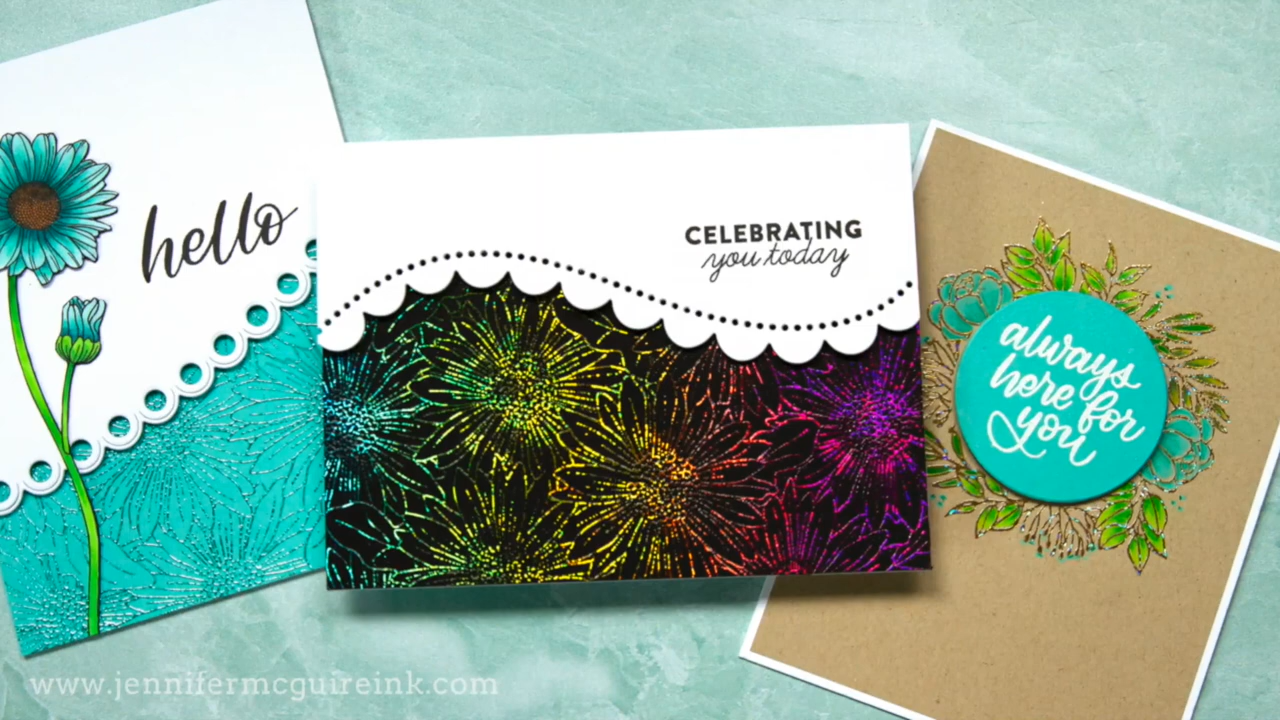 hello
CELEBRATING
you today
always
here for
you
www.jennifermcguireink.com